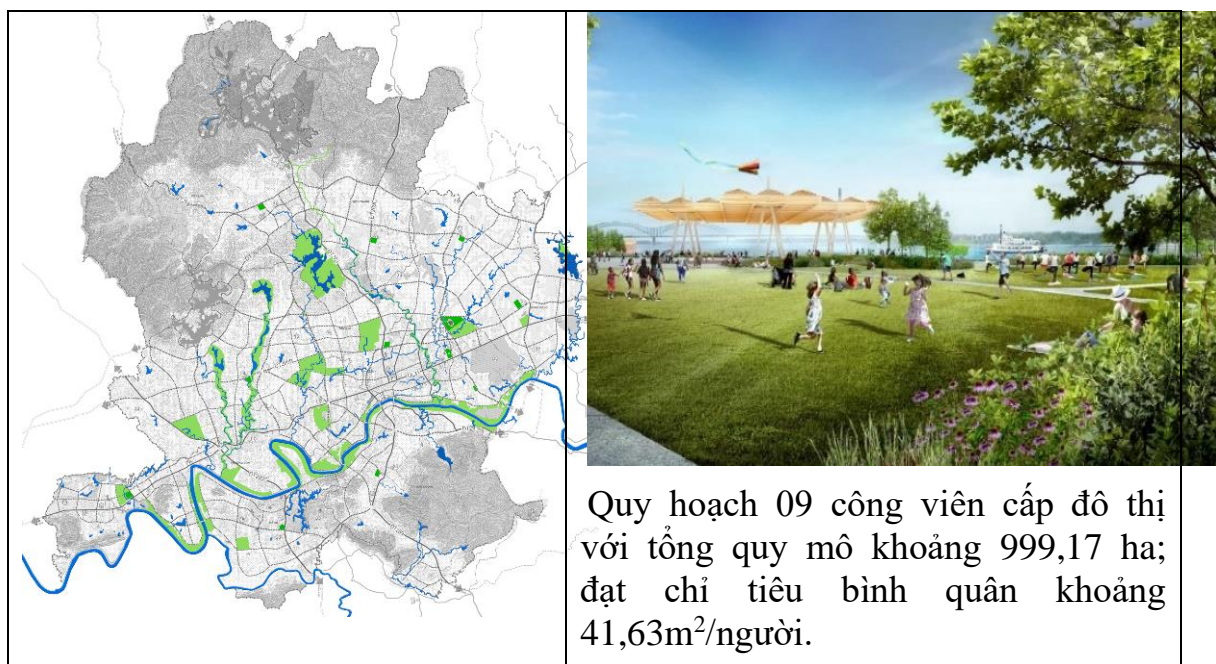 Quy hoạch 09 công viên cấp đô thị
với tổng quy mô khoảng 999,17 ha;
đạt chỉ tiêu bình quân khoảng
41,63m²/người.